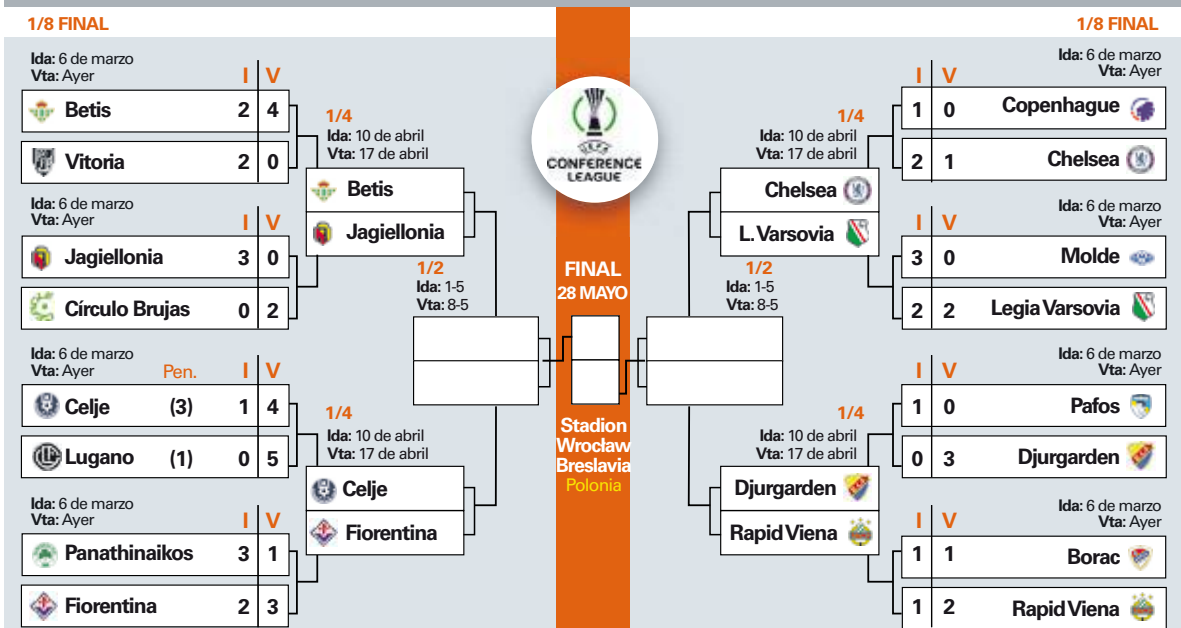 1/8 FINAL
Ida: 6 de marzo
Vta: Ayer I V
Betis 2 4
Vitoria 2 0
Ida: 6 de marzo
Vta: Ayer I V
Jagiellonia 3 0
Círculo Brujas 0 2
Ida: 6 de marzo
Vta: Ayer Pen. I V
Celje (3) 1 4
Lugano (1) 0 5
Ida: 6 de marzo
Vta: Ayer I V
Panathinaikos 3 1
Fiorentina 2 3
1/4
Ida: 10 de abril
Vta: 17 de abril
Betis
Jagiellonia
1/2
Ida: 1-5
Vta: 8-5
1/4
Ida: 10 de abril
Vta: 17 de abril
Celje
Fiorentina
UEFA
CONFERENCE
LEAGUE
FINAL
28 MAYO
Stadion
Wrocław
Breslavia
Polonia
1/4
Ida: 10 de abril
Vta: 17 de abril
Chelsea
L. Varsovia
1/2
Ida: 1-5
Vta: 8-5
1/4
Ida: 10 de abril
Vta: 17 de abril
Djurgarden
Rapid Viena
1/8 FINAL
Ida: 6 de marzo
I V Vta: Ayer
1 0 Copenhague
2 1 Chelsea
Ida: 6 de marzo
I V Vta: Ayer
3 0 Molde
2 2 Legia Varsovia
Ida: 6 de marzo
I V Vta: Ayer
1 0 Pafos
0 3 Djurgarden
Ida: 6 de marzo
I V Vta: Ayer
1 1 Borac
1 2 Rapid Viena